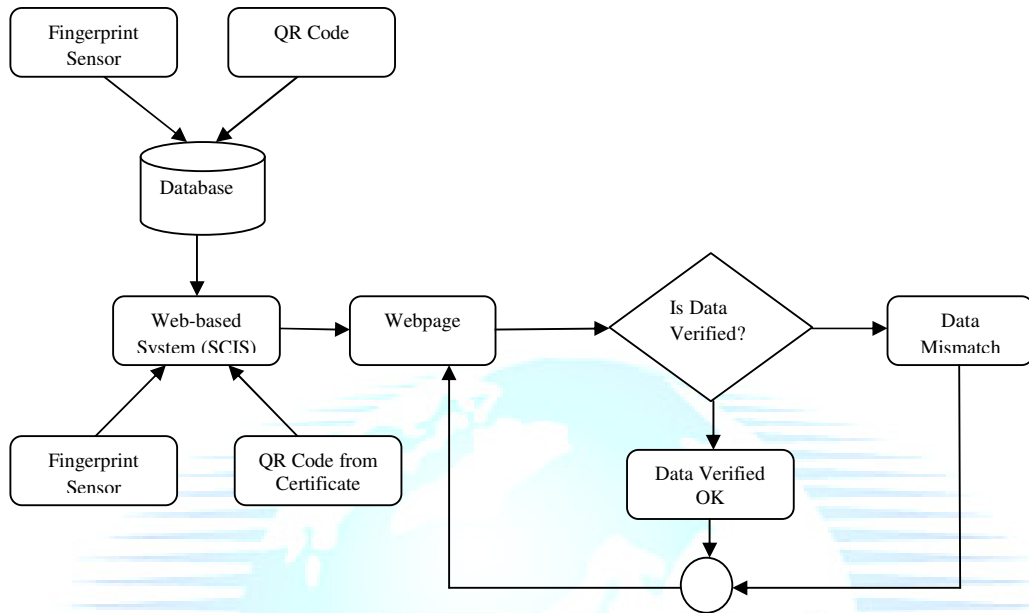 Fingerprint
Sensor
QR Code
Database
Web-based
System (SCIS)
Webpage
Is Data
Verified?
Data
Mismatch
Fingerprint
Sensor
QR Code from
Certificate
Data Verified
OK